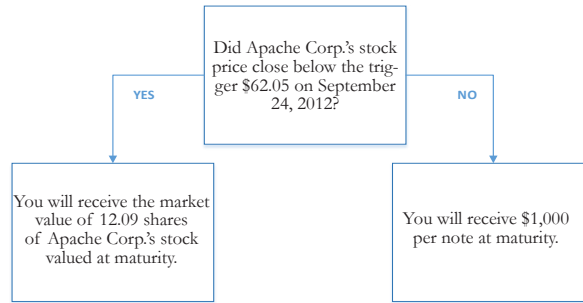 Did Apache Corp.'s stock
price close below the trig-
ger $62.05 on September
24, 2012?
YES
NO
You will receive the market
value of 12.09 shares
of Apache Corp.'s stock
valued at maturity.
You will receive $1,000
per note at maturity.